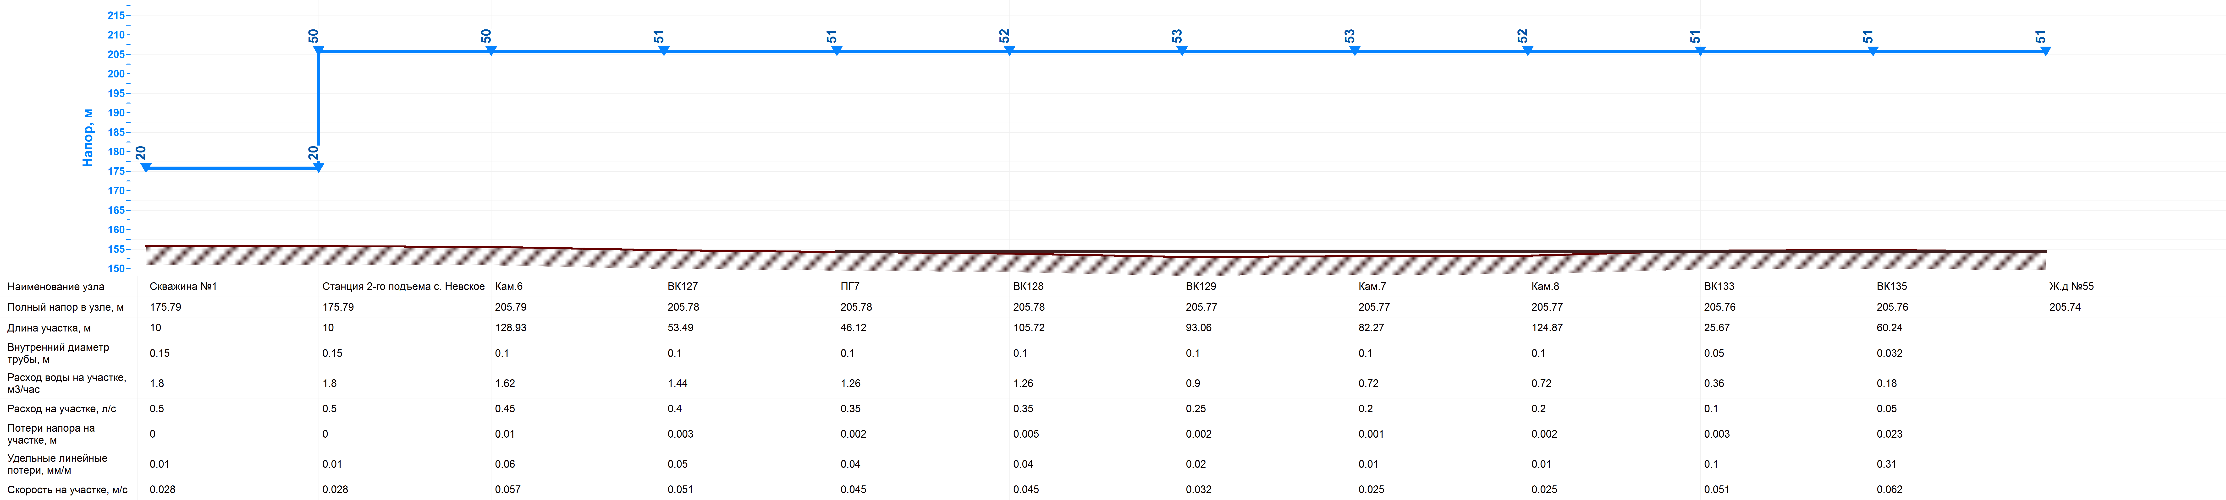 215
210
205
200
195
190
185
180
175
170
165
160
155
150
Напор, м
20
20
50
50
51
51
52
53
53
52
51
51
51
Наименование узла Скважина №1 Станция 2-го подъема с. Невское Кам.6 ВК127 ПГ7 ВК128 ВК129 Кам.7 Кам.8 ВК133 ВК135 Ж.д №55
Полный напор в узле, м 175.79 175.79 205.79 205.78 205.78 205.78 205.77 205.77 205.77 205.76 205.76 205.74
Длина участка, м 10 10 128.93 53.49 46.12 105.72 93.06 82.27 124.87 25.67 60.24
Внутренний диаметр
трубы, м 0.15 0.15 0.1 0.1 0.1 0.1 0.1 0.1 0.1 0.05 0.032
Расход воды на участке,
м3/час 1.8 1.8 1.62 1.44 1.26 1.26 0.9 0.72 0.72 0.36 0.18
Расход на участке, л/с 0.5 0.5 0.45 0.4 0.35 0.35 0.25 0.2 0.2 0.1 0.05
Потери напора на
участке, м 0 0 0.01 0.003 0.002 0.005 0.002 0.001 0.002 0.003 0.023
Удельные линейные
потери, мм/м 0.01 0.01 0.06 0.05 0.04 0.04 0.02 0.01 0.01 0.1 0.31
Скорость на участке, м/с 0.028 0.028 0.057 0.051 0.045 0.045 0.032 0.025 0.025 0.051 0.062